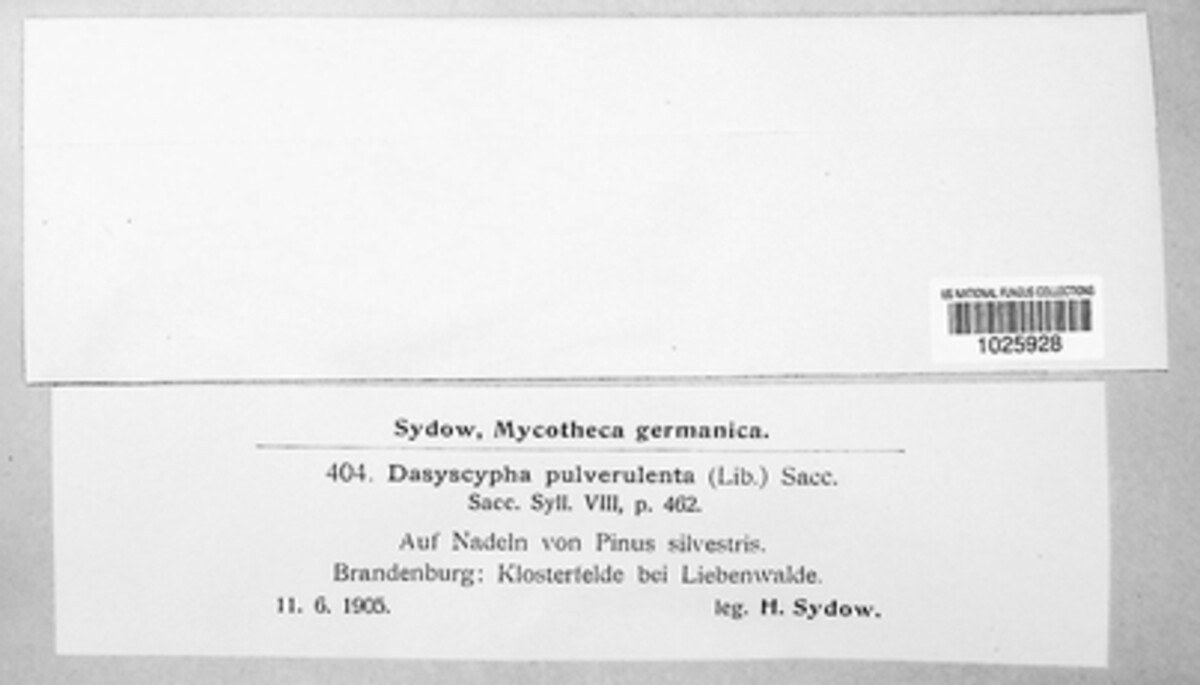 US NATIONAL FUNGUS COLLECTIONS
1025928
Sydow, Mycotheca germanica.
404. Dasyscypha pulverulenta (Lib.) Sacc.
Sacc. Syll. VIII, p. 462.
Auf Nadeln von Pinus silvestris.
Brandenburg: Klosterfelde bei Liebenwalde.
11. 6. 1905. leg. H. Sydow.